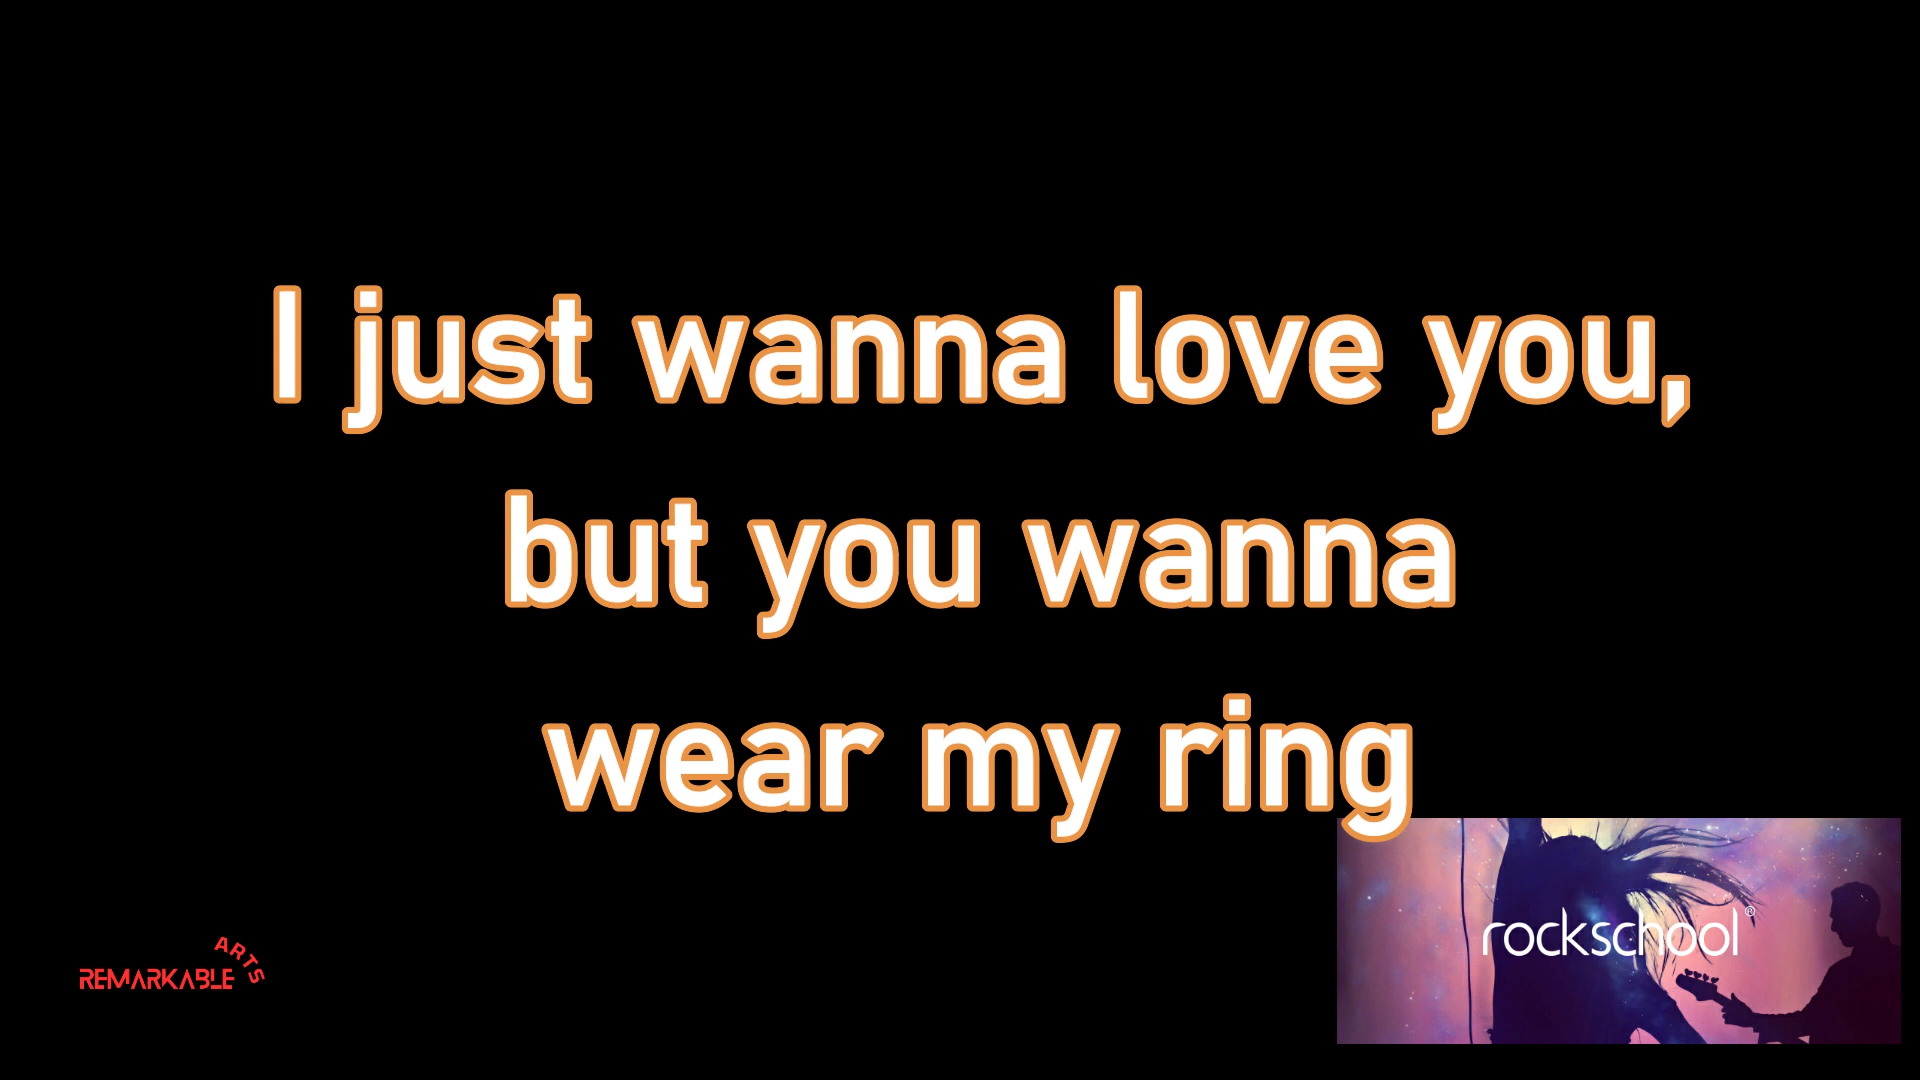 I just wanna love you,
but you wanna
wear my ring
REMARKABLE ARTS
rockschool®